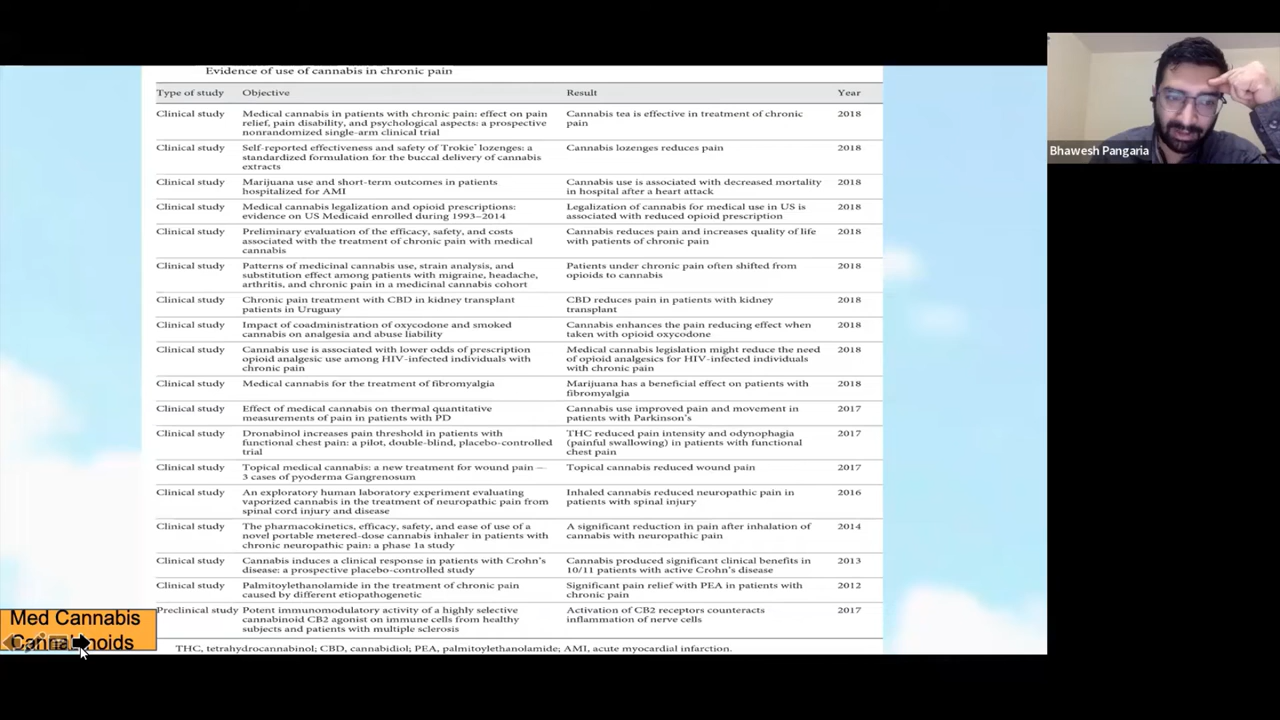 Evidence of use of cannabis in chronic pain
Type of study Objective Result Year
Clinical study Medical cannabis in patients with chronic pain: effect on pain Cannabis tea is effective in treatment of chronic 2018
relief, pain disability, and psychological aspects: a prospective pain
nonrandomized single-arm clinical trial
Clinical study Self-reported effectiveness and safety of Trokie® lozenges: a Cannabis lozenges reduces pain 2018
standardized formulation for the buccal delivery of cannabis
extracts
Clinical study Marijuana use and short-term outcomes in patients Cannabis use is associated with decreased mortality 2018
hospitalized for AMI in hospital after a heart attack
Clinical study Medical cannabis legalization and opioid prescriptions: Legalization of cannabis for medical use in US is 2018
evidence on US Medicaid enrolled during 1993–2014 associated with reduced opioid prescription
Clinical study Preliminary evaluation of the efficacy, safety, and costs Cannabis reduces pain and increases quality of life 2018
associated with the treatment of chronic pain with medical with patients of chronic pain
cannabis
Clinical study Patterns of medicinal cannabis use, strain analysis, and Patients under chronic pain often shifted from 2018
substitution effect among patients with migraine, headache, opioids to cannabis
arthritis, and chronic pain in a medicinal cannabis cohort
Clinical study Chronic pain treatment with CBD in kidney transplant CBD reduces pain in patients with kidney 2018
patients in Uruguay transplant
Clinical study Impact of coadministration of oxycodone and smoked Cannabis enhances the pain reducing effect when 2018
cannabis on analgesia and abuse liability taken with opioid oxycodone
Clinical study Cannabis use is associated with lower odds of prescription Medical cannabis legislation might reduce the need 2018
opioid analgesic use among HIV-infected individuals with of opioid analgesics for HIV-infected individuals
chronic pain with chronic pain
Clinical study Medical cannabis for the treatment of fibromyalgia Marijuana has a beneficial effect on patients with 2018
fibromyalgia
Clinical study Effect of medical cannabis on thermal quantitative Cannabis use improved pain and movement in 2017
measurements of pain in patients with PD patients with Parkinson's
Clinical study Dronabinol increases pain threshold in patients with THC reduced pain intensity and odynophagia 2017
functional chest pain: a pilot, double-blind, placebo-controlled (painful swallowing) in patients with functional
trial chest pain
Clinical study Topical medical cannabis: a new treatment for wound pain — Topical cannabis reduced wound pain 2017
3 cases of pyoderma Gangrenosum
Clinical study An exploratory human laboratory experiment evaluating Inhaled cannabis reduced neuropathic pain in 2016
vaporized cannabis in the treatment of neuropathic pain from patients with spinal injury
spinal cord injury and disease
Clinical study The pharmacokinetics, efficacy, safety, and ease of use of a A significant reduction in pain after inhalation of 2014
novel portable metered-dose cannabis inhaler in patients with cannabis with neuropathic pain
chronic neuropathic pain: a phase 1a study
Clinical study Cannabis induces a clinical response in patients with Crohn's Cannabis produced significant clinical benefits in 2013
disease: a prospective placebo-controlled study 10/11 patients with active Crohn's disease
Clinical study Palmitoylethanolamide in the treatment of chronic pain Significant pain relief with PEA in patients with 2012
caused by different etiopathogenetic chronic pain
Preclinical study Potent immunomodulatory activity of a highly selective Activation of CB2 receptors counteracts 2017
cannabinoid CB2 agonist on immune cells from healthy inflammation of nerve cells
subjects and patients with multiple sclerosis
THC, tetrahydrocannabinol; CBD, cannabidiol; PEA, palmitoylethanolamide; AMI, acute myocardial infarction.
Med Cannabis
Cannabinoids
Bhawesh Pangaria